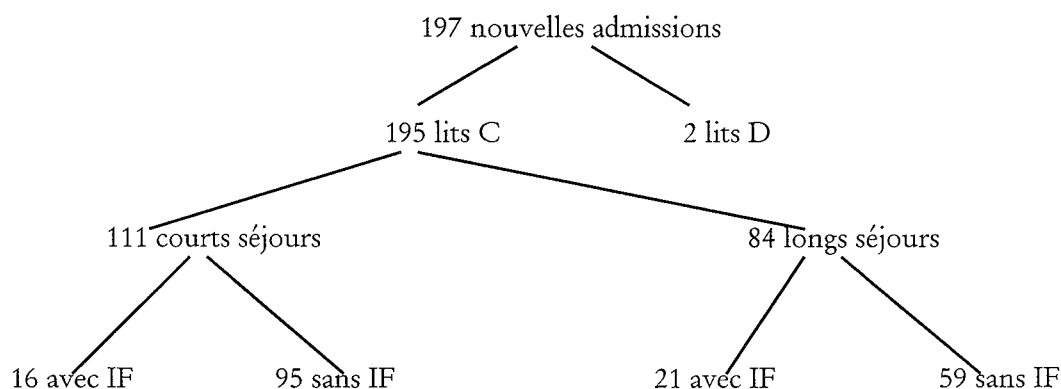 197 nouvelles admissions
195 lits C 2 lits D
111 courts séjours 84 longs séjours
16 avec IF 95 sans IF 21 avec IF 59 sans IF